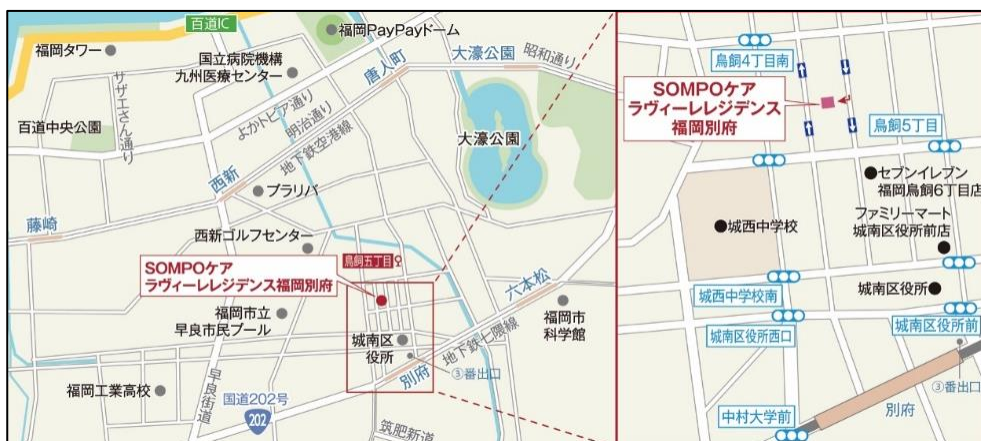 百道IC
福岡タワー
国立病院機構
九州医療センター
福岡PayPayドーム
唐人町
大濠公園
昭和通り
サザエさん通り
よかトピア通り
明治通り
地下鉄空港線
百道中央公園
大濠公園
西新
プラリバ
藤崎
西新ゴルフセンター
鳥飼五丁目
SOMPOケア
ラヴィーレレジデンス福岡別府
六本松
福岡市立
早良市民プール
城南区
役所
地下鉄七隈線
福岡市
科学館
③番出口
別府
福岡工業高校
早良街道
国道202号
202
筑肥新道
鳥飼4丁目南
SOMPOケア
ラヴィーレレジデンス
福岡別府
鳥飼5丁目
セブンイレブン
福岡鳥飼6丁目店
ファミリーマート
城南区役所前店
城西中学校
城西中学校南
城南区役所
城南区役所西口
城南区役所前
③番出口
別府
中村大学前